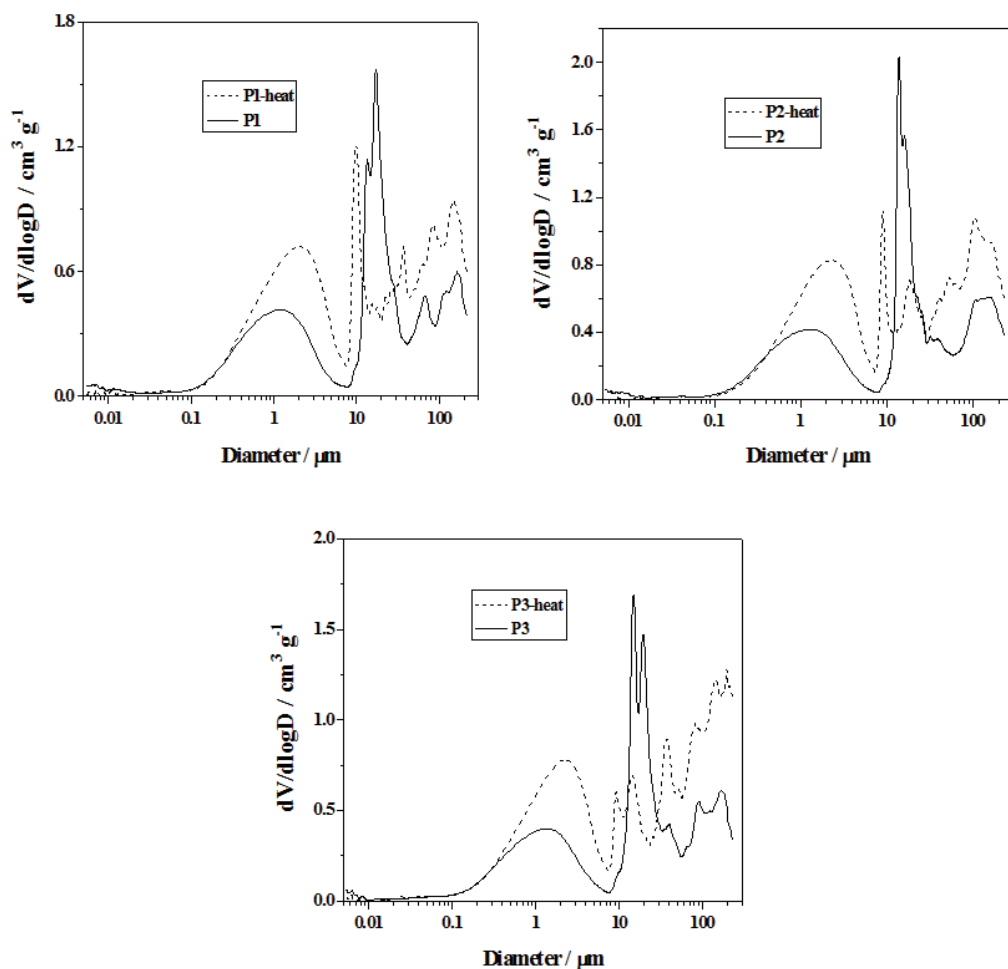 1.8
1.2
0.6
0.0
dV/dlogD / cm³ g⁻¹
P1-heat
P1
0.01 0.1 1 10 100
Diameter / μm
2.0
1.6
1.2
0.8
0.4
0.0
dV/dlogD / cm³ g⁻¹
P2-heat
P2
0.01 0.1 1 10 100
Diameter / μm
2.0
1.5
1.0
0.5
0.0
dV/dlogD / cm³ g⁻¹
P3-heat
P3
0.01 0.1 1 10 100
Diameter / μm